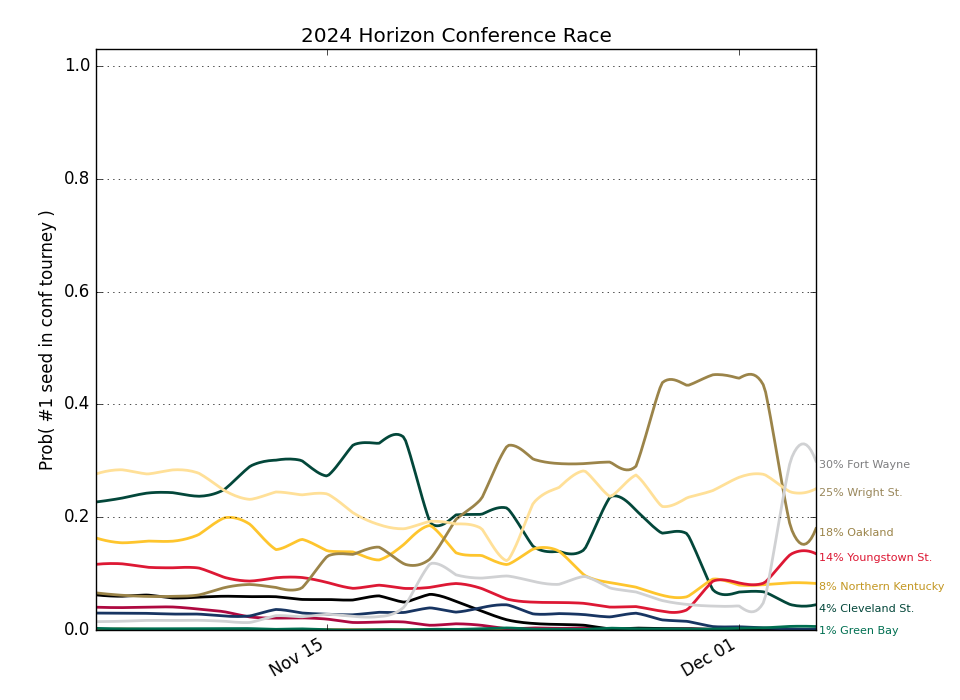 2024 Horizon Conference Race
Prob( #1 seed in conf tourney )
1.0
0.8
0.6
0.4
0.2
0.0
Nov 15
Dec 01
30% Fort Wayne
25% Wright St.
18% Oakland
14% Youngstown St.
8% Northern Kentucky
4% Cleveland St.
1% Green Bay